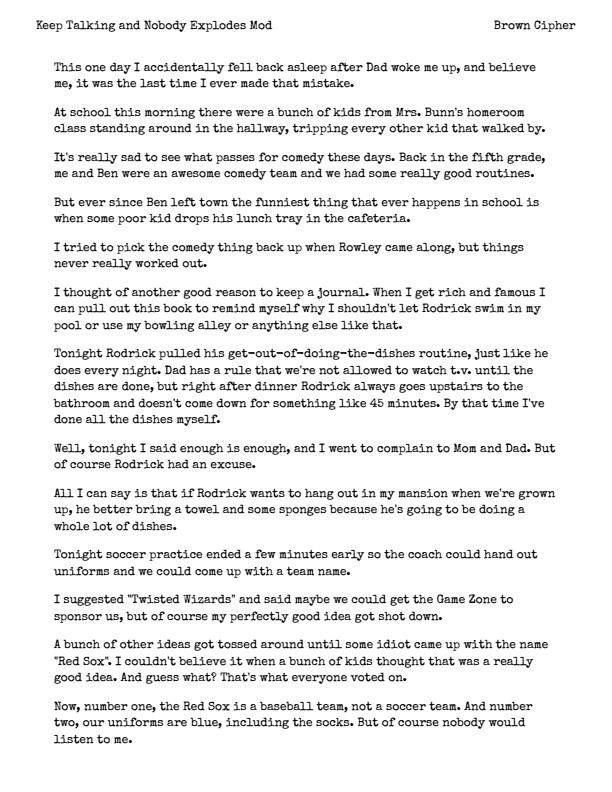 Keep Talking and Nobody Explodes Mod
Brown Cipher
This one day I accidentally fell back asleep after Dad woke me up, and believe
me, it was the last time I ever made that mistake.
At school this morning there were a bunch of kids from Mrs. Bunn's homeroom
class standing around in the hallway, tripping every other kid that walked by.
It's really sad to see what passes for comedy these days. Back in the fifth grade,
me and Ben were an awesome comedy team and we had some really good routines.
But ever since Ben left town the funniest thing that ever happens in school is
when some poor kid drops his lunch tray in the cafeteria.
I tried to pick the comedy thing back up when Rowley came along, but things
never really worked out.
I thought of another good reason to keep a journal. When I get rich and famous I
can pull out this book to remind myself why I shouldn't let Rodrick swim in my
pool or use my bowling alley or anything else like that.
Tonight Rodrick pulled his get-out-of-doing-the-dishes routine, just like he
does every night. Dad has a rule that we're not allowed to watch t.v. until the
dishes are done, but right after dinner Rodrick always goes upstairs to the
bathroom and doesn't come down for something like 45 minutes. By that time I've
done all the dishes myself.
Well, tonight I said enough is enough, and I went to complain to Mom and Dad. But
of course Rodrick had an excuse.
All I can say is that if Rodrick wants to hang out in my mansion when we're grown
up, he better bring a towel and some sponges because he's going to be doing a
whole lot of dishes.
Tonight soccer practice ended a few minutes early so the coach could hand out
uniforms and we could come up with a team name.
I suggested "Twisted Wizards" and said maybe we could get the Game Zone to
sponsor us, but of course my perfectly good idea got shot down.
A bunch of other ideas got tossed around until some idiot came up with the name
"Red Sox". I couldn't believe it when a bunch of kids thought that was a really
good idea. And guess what? That's what everyone voted on.
Now, number one, the Red Sox is a baseball team, not a soccer team. And number
two, our uniforms are blue, including the socks. But of course nobody would
listen to me.